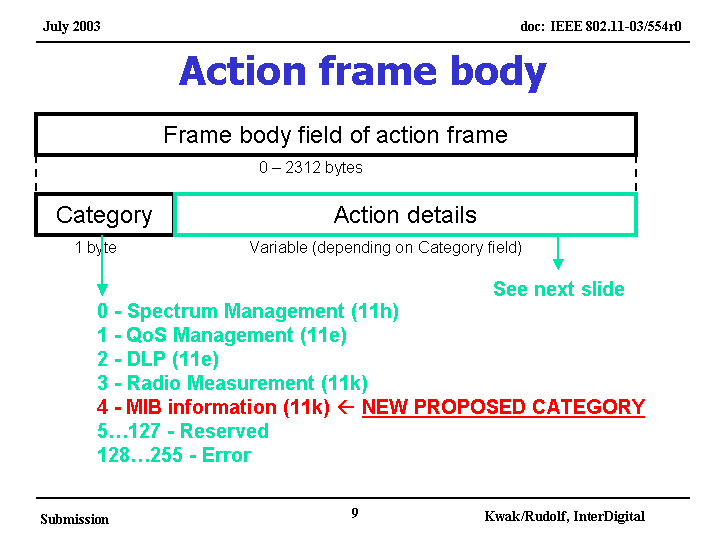 July 2003
doc: IEEE 802.11-03/554r0
Action frame body
Frame body field of action frame
0 – 2312 bytes
Category
Action details
1 byte
Variable (depending on Category field)
See next slide
0 - Spectrum Management (11h)
1 - QoS Management (11e)
2 - DLP (11e)
3 - Radio Measurement (11k)
4 - MIB information (11k) ← NEW PROPOSED CATEGORY
5…127 - Reserved
128…255 - Error
Submission
9
Kwak/Rudolf, InterDigital